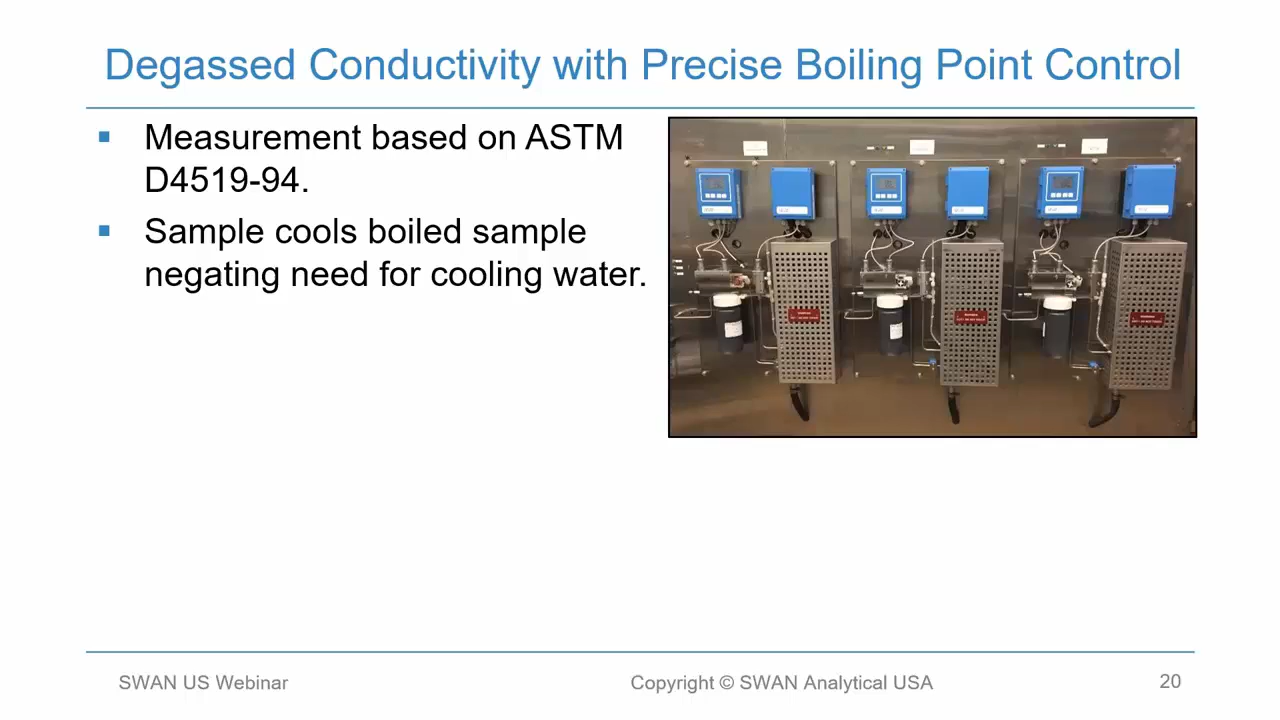 Degassed Conductivity with Precise Boiling Point Control
Measurement based on ASTM
D4519-94.
Sample cools boiled sample
negating need for cooling water.
SWAN US Webinar
Copyright © SWAN Analytical USA
20